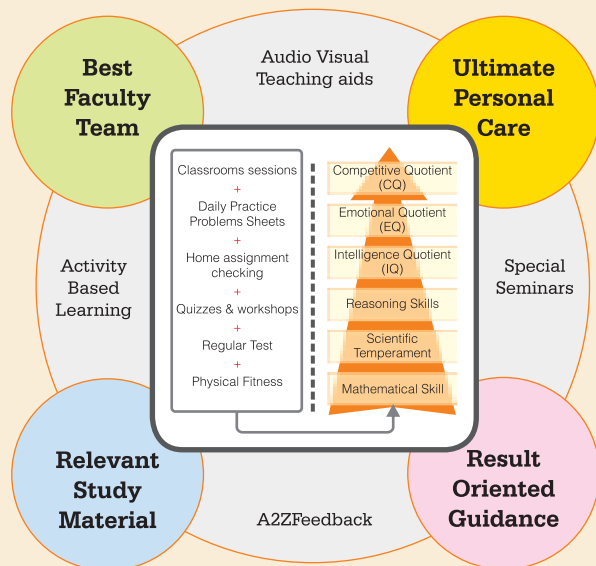 Best
Faculty
Team
Audio Visual
Teaching aids
Ultimate
Personal
Care
Classrooms sessions
+
Daily Practice
Problems Sheets
+
Home assignment
checking
+
Quizzes & workshops
+
Regular Test
+
Physical Fitness
Competitive Quotient
(CQ)
Emotional Quotient
(EQ)
Intelligence Quotient
(IQ)
Reasoning Skills
Scientific
Temperament
Mathematical Skill
Activity
Based
Learning
Special
Seminars
Relevant
Study
Material
A2ZFeedback
Result
Oriented
Guidance